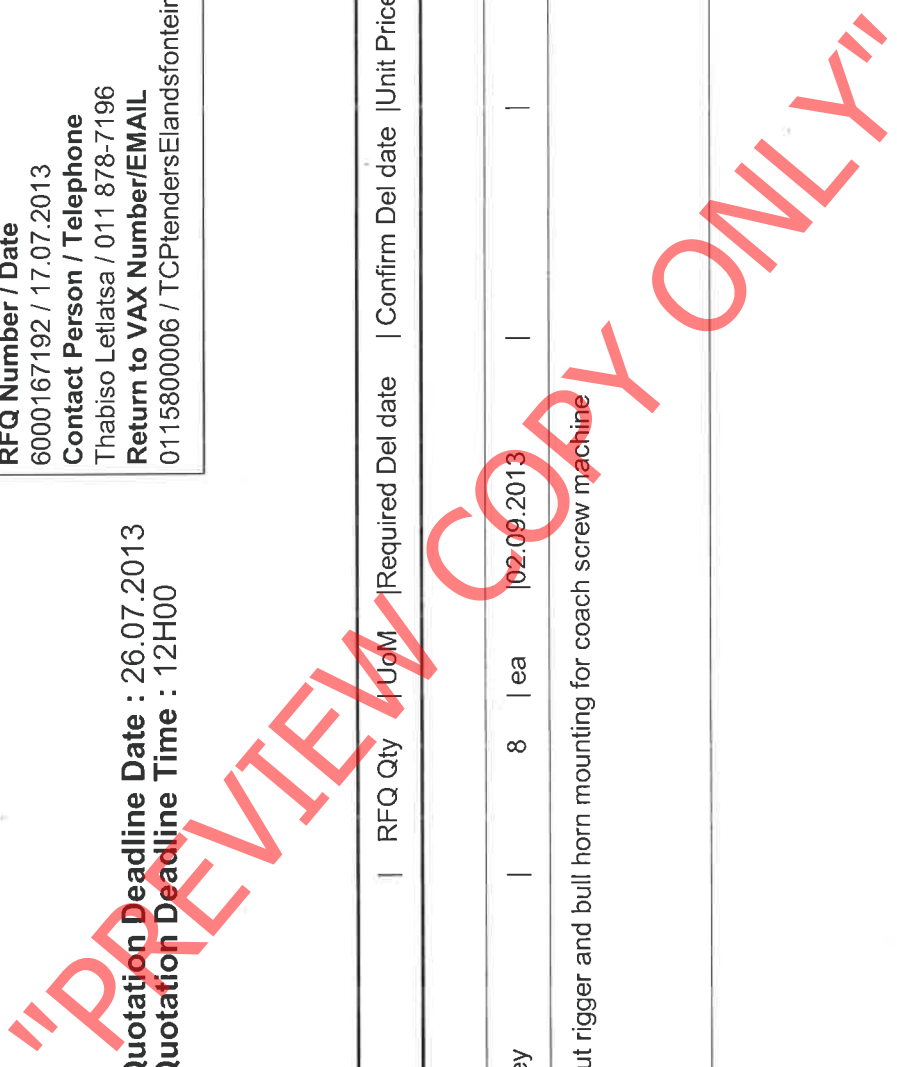 RFQ Number / Date
6000167192 / 17.07.2013
Contact Person / Telephone
Thabiso Letlatsa / 011 878-7196
Return to VAX Number/EMAIL
0115800006 / TCPtendersElandsfontein
Quotation Deadline Date : 26.07.2013
Quotation Deadline Time : 12H00
| RFQ Qty | UoM |Required Del date | Confirm Del date |Unit Price
ey | 8 | ea |02.09.2013| | |
ut rigger and bull horn mounting for coach screw machine
"PREVIEW COPY ONLY"